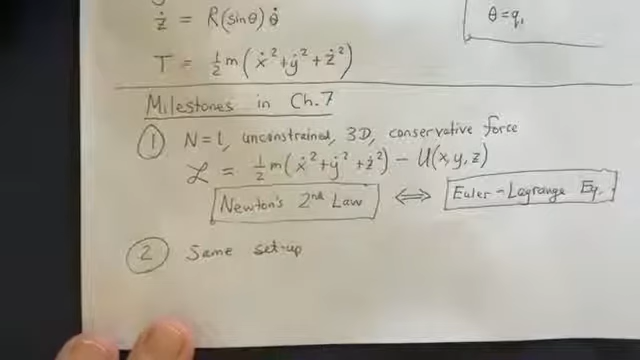 ż = R(sinθ) θ̇
θ = q₁
T = ½m(ẋ² + ẏ² + ż²)
Milestones in Ch.7
① N=1, unconstrained, 3D, conservative force
ℒ = ½m(ẋ² + ẏ² + ż²) − U(x,y,z)
Newton's 2nd Law ⟺ Euler-Lagrange Eq.
② Same set-up